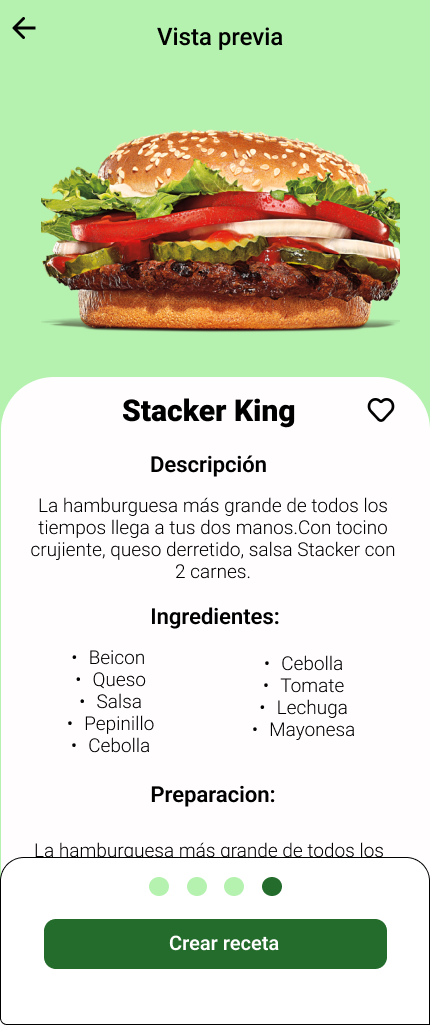 Vista previa
Stacker King
Descripción
La hamburguesa más grande de todos los
tiempos llega a tus dos manos.Con tocino
crujiente, queso derretido, salsa Stacker con
2 carnes.
Ingredientes:
• Beicon
• Queso
• Salsa
• Pepinillo
• Cebolla
• Cebolla
• Tomate
• Lechuga
• Mayonesa
Preparacion:
La hamburguesa más grande de todos los
Crear receta